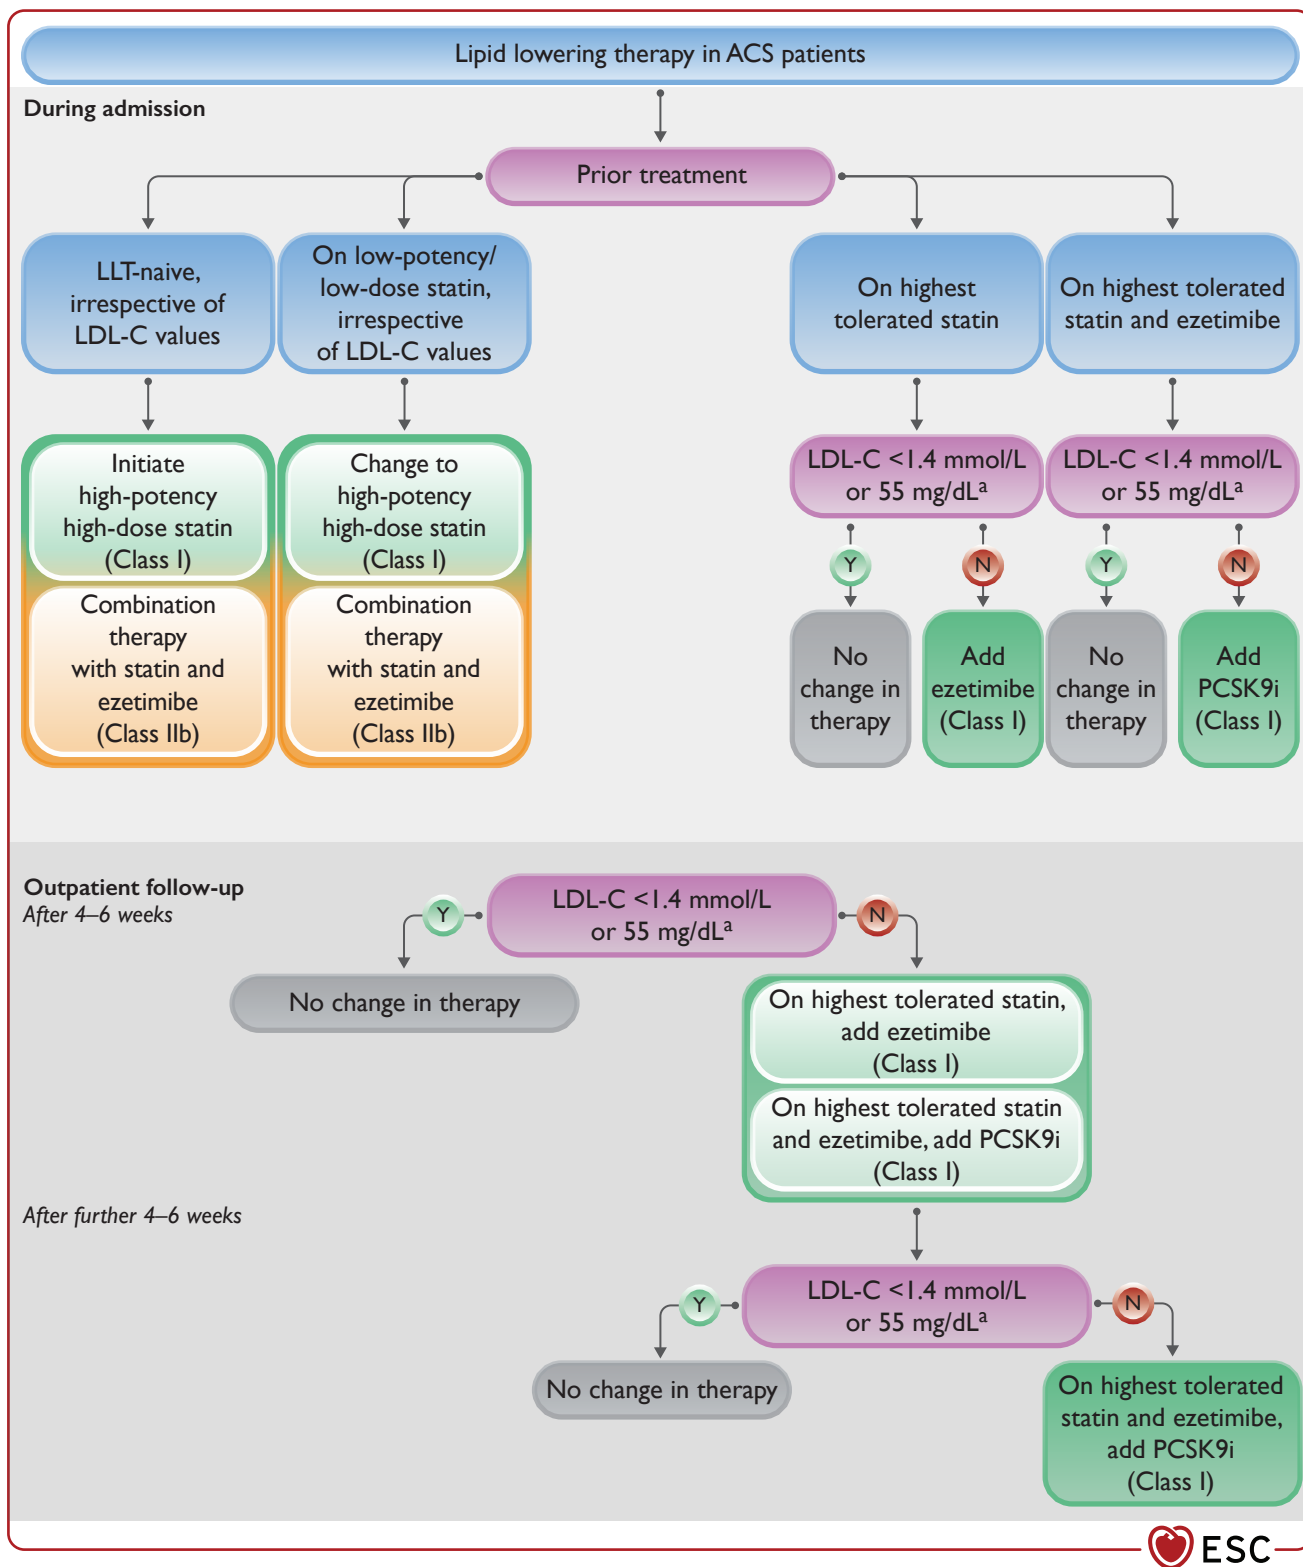 Lipid lowering therapy in ACS patients
During admission
Prior treatment
LLT-naive,
irrespective of
LDL-C values
On low-potency/
low-dose statin,
irrespective
of LDL-C values
On highest
tolerated statin
On highest tolerated
statin and ezetimibe
Initiate
high-potency
high-dose statin
(Class I)
Combination
therapy
with statin and
ezetimibe
(Class IIb)
Change to
high-potency
high-dose statin
(Class I)
Combination
therapy
with statin and
ezetimibe
(Class IIb)
LDL-C <1.4 mmol/L
or 55 mg/dLa
Y
N
No
change in
therapy
Add
ezetimibe
(Class I)
LDL-C <1.4 mmol/L
or 55 mg/dLa
Y
N
No
change in
therapy
Add
PCSK9i
(Class I)
Outpatient follow-up
After 4–6 weeks
LDL-C <1.4 mmol/L
or 55 mg/dLa
Y
N
No change in therapy
On highest tolerated statin,
add ezetimibe
(Class I)
On highest tolerated statin
and ezetimibe, add PCSK9i
(Class I)
After further 4–6 weeks
LDL-C <1.4 mmol/L
or 55 mg/dLa
Y
N
No change in therapy
On highest tolerated
statin and ezetimibe,
add PCSK9i
(Class I)
ESC